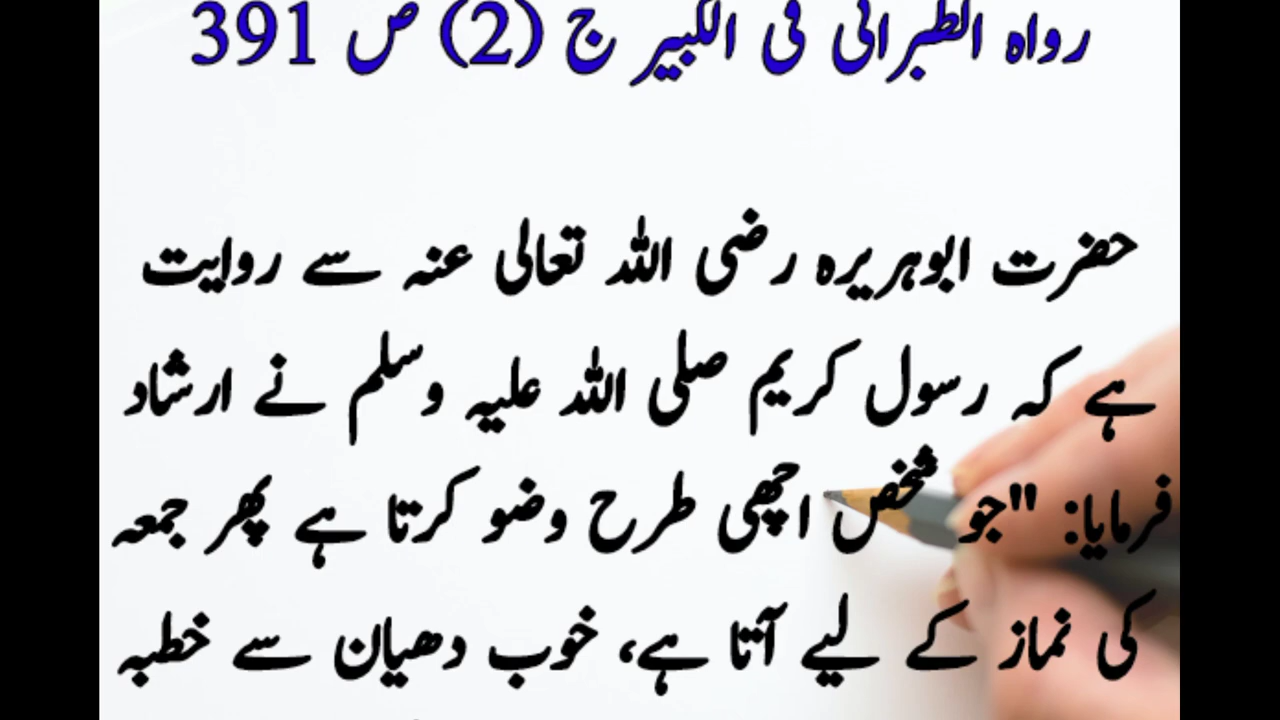 رواہ الطبرانی فی الکبیر ج (2) ص 391
حضرت ابوہریرہ رضی اللہ تعالی عنہ سے روایت
ہے کہ رسول کریم صلی اللہ علیہ وسلم نے ارشاد
فرمایا: "جو شخص اچھی طرح وضو کرتا ہے پھر جمعہ
کی نماز کے لیے آتا ہے، خوب دھیان سے خطبہ